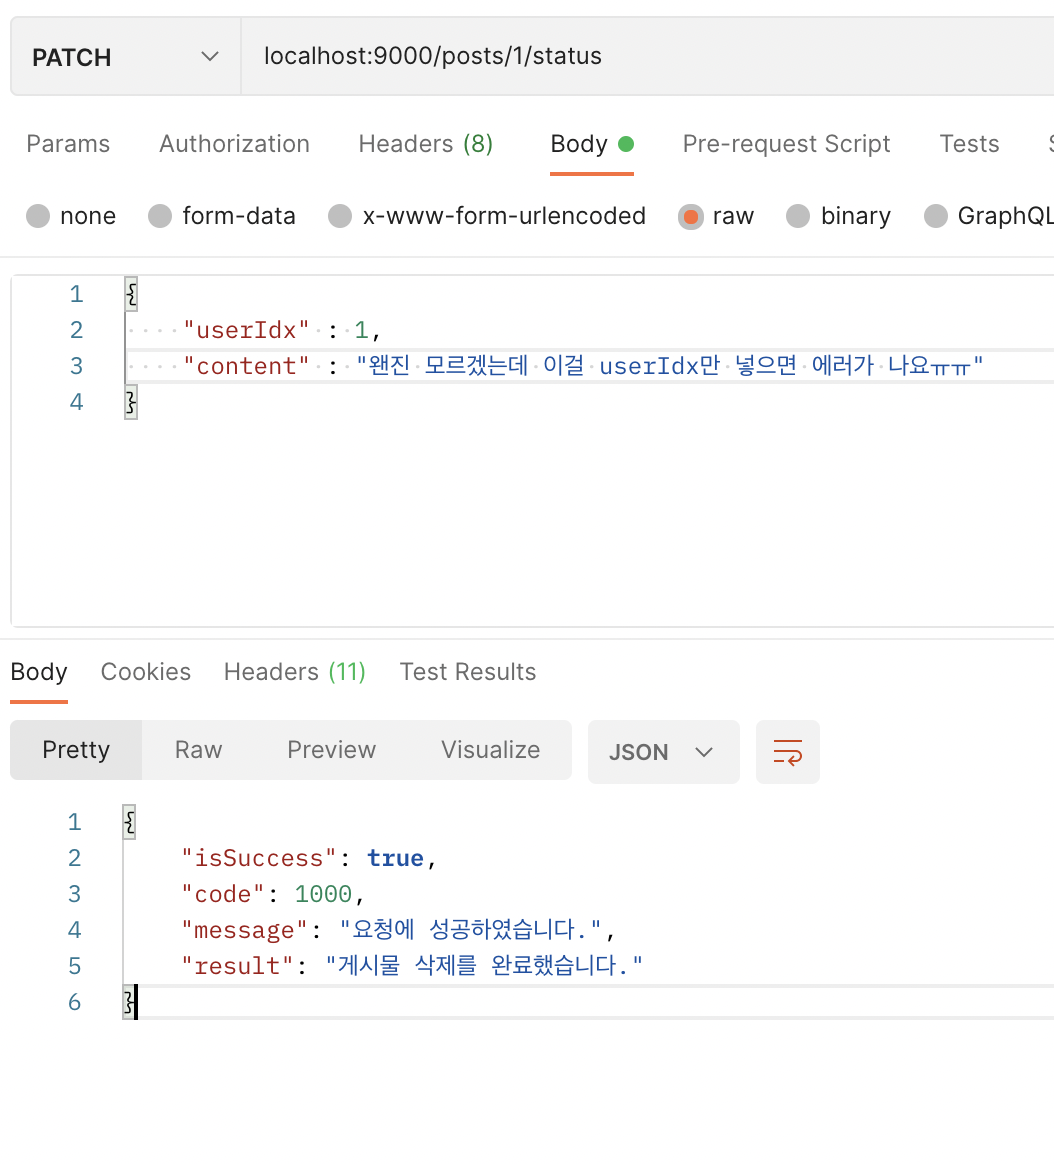 PATCH localhost:9000/posts/1/status
Params Authorization Headers (8) Body Pre-request Script Tests
none form-data x-www-form-urlencoded raw binary GraphQL
1 {
2 "userIdx" : 1,
3 "content" : "왠진 모르겠는데 이걸 userIdx만 넣으면 에러가 나요ㅠㅠ"
4 }
Body Cookies Headers (11) Test Results
Pretty Raw Preview Visualize JSON
1 {
2 "isSuccess": true,
3 "code": 1000,
4 "message": "요청에 성공하였습니다.",
5 "result": "게시물 삭제를 완료했습니다."
6 }